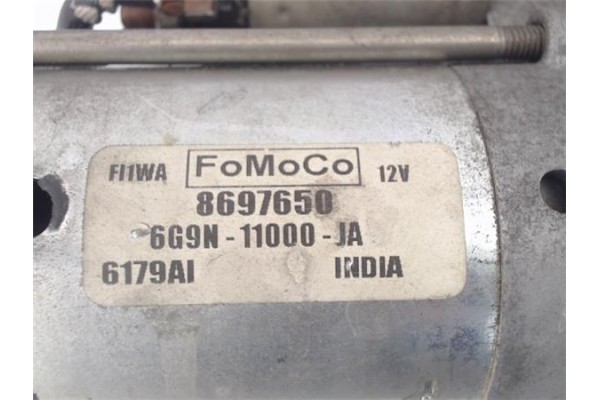 FI1WA FoMoCo 12V
8697650
6G9N - 11000 - JA
6179AI INDIA